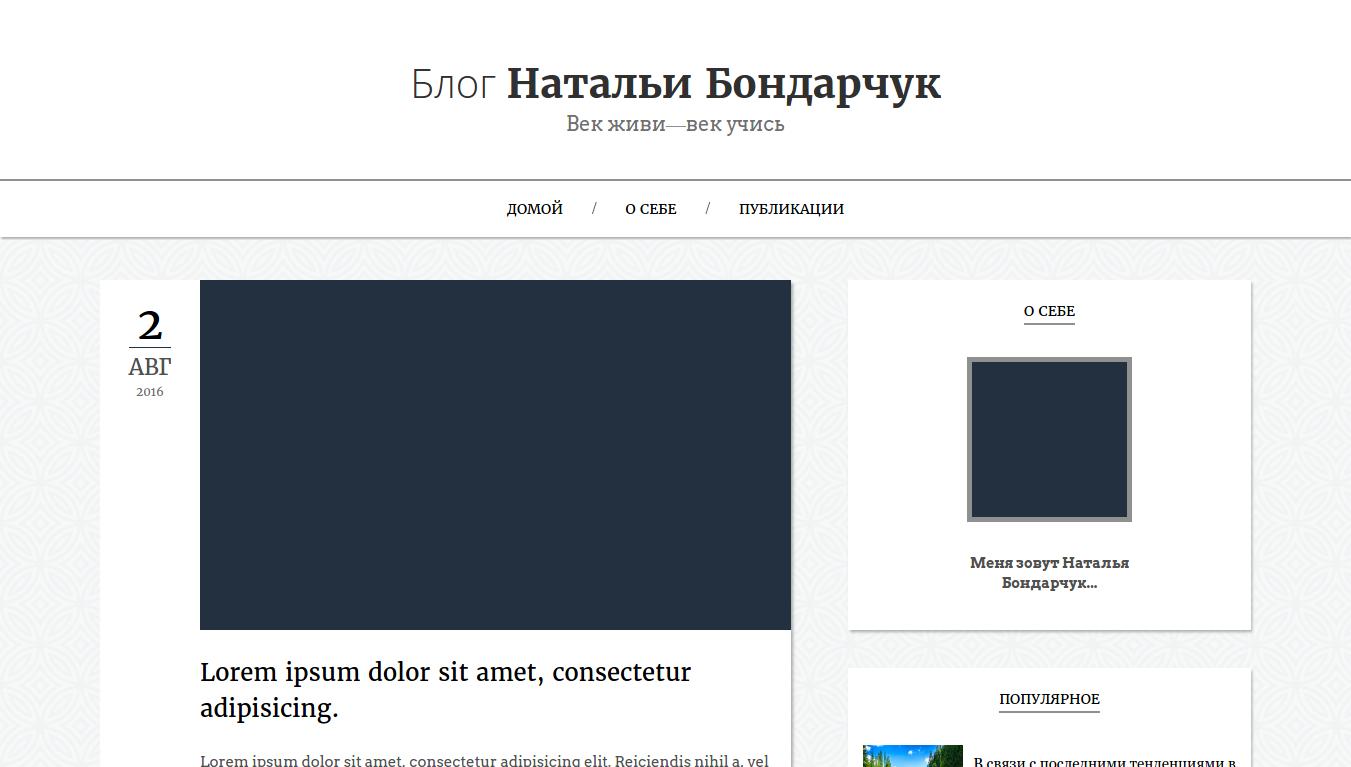 Блог Натальи Бондарчук
Век живи—век учись
ДОМОЙ / О СЕБЕ / ПУБЛИКАЦИИ
2
АВГ
2016
Lorem ipsum dolor sit amet, consectetur
adipisicing.
Lorem ipsum dolor sit amet, consectetur adipisicing elit. Reiciendis nihil a, vel
О СЕБЕ
Меня зовут Наталья
Бондарчук...
ПОПУЛЯРНОЕ
В связи с последними тенденциями в